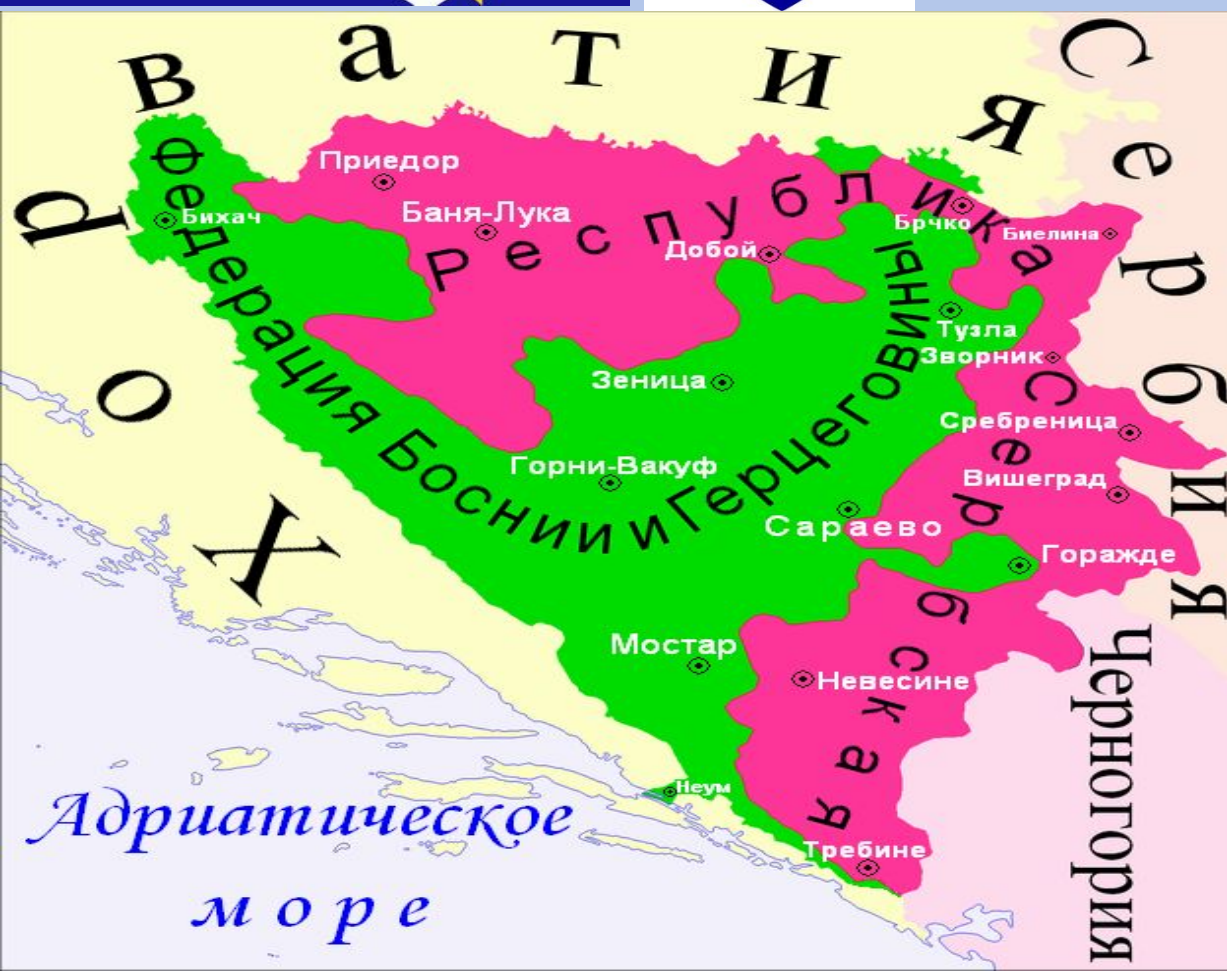 Хорватия
Сербия
Черногория
Адриатическое
море
Федерация Боснии и Герцеговины
Республика Сербская
Приедор
Бихач
Баня-Лука
Добой
Брчко
Биелина
Тузла
Зворник
Зеница
Сребреница
Горни-Вакуф
Вишеград
Сараево
Горажде
Мостар
Невесине
Неум
Требине